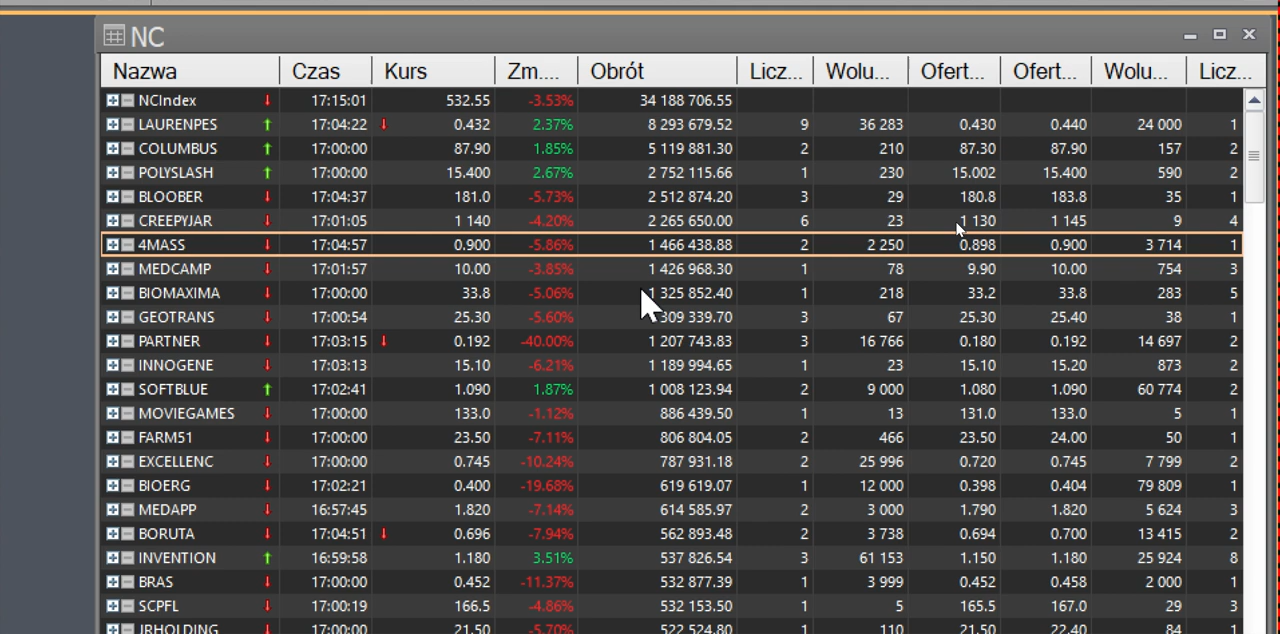 NC
Nazwa Czas Kurs Zm.... Obrót Licz... Wolu... Ofert... Ofert... Wolu... Licz...
NCIndex 17:15:01 532.55 -3.53% 34 188 706.55
LAURENPES 17:04:22 0.432 2.37% 8 293 679.52 9 36 283 0.430 0.440 24 000 1
COLUMBUS 17:00:00 87.90 1.85% 5 119 881.30 2 210 87.30 87.90 157 2
POLYSLASH 17:00:00 15.400 2.67% 2 752 115.66 1 230 15.002 15.400 590 2
BLOOBER 17:04:37 181.0 -5.73% 2 512 874.20 3 29 180.8 183.8 35 1
CREEPYJAR 17:01:05 1 140 -4.20% 2 265 650.00 6 23 1 130 1 145 9 4
4MASS 17:04:57 0.900 -5.86% 1 466 438.88 2 2 250 0.898 0.900 3 714 1
MEDCAMP 17:01:57 10.00 -3.85% 1 426 968.30 1 78 9.90 10.00 754 3
BIOMAXIMA 17:00:00 33.8 -5.06% 1 325 852.40 1 218 33.2 33.8 283 5
GEOTRANS 17:00:54 25.30 -5.60% 309 339.70 3 67 25.30 25.40 38 1
PARTNER 17:03:15 0.192 -40.00% 1 207 743.83 3 16 766 0.180 0.192 14 697 2
INNOGENE 17:03:13 15.10 -6.21% 1 189 994.65 1 23 15.10 15.20 873 2
SOFTBLUE 17:02:41 1.090 1.87% 1 008 123.94 2 9 000 1.080 1.090 60 774 2
MOVIEGAMES 17:00:00 133.0 -1.12% 886 439.50 1 13 131.0 133.0 5 1
FARM51 17:00:00 23.50 -7.11% 806 804.05 2 466 23.50 24.00 50 1
EXCELLENC 17:00:00 0.745 -10.24% 787 931.18 2 25 996 0.720 0.745 7 799 2
BIOERG 17:02:21 0.400 -19.68% 619 619.07 1 12 000 0.398 0.404 79 809 1
MEDAPP 16:57:45 1.820 -7.14% 614 585.97 2 3 000 1.790 1.820 5 624 3
BORUTA 17:04:51 0.696 -7.94% 562 893.48 2 3 738 0.694 0.700 13 415 2
INVENTION 16:59:58 1.180 3.51% 537 826.54 3 61 153 1.150 1.180 25 924 8
BRAS 17:00:00 0.452 -11.37% 532 877.39 1 3 999 0.452 0.458 2 000 1
SCPFL 17:00:19 166.5 -4.86% 532 153.50 1 5 165.5 167.0 29 3
JRHOLDING 17:00:00 21.50 -5.70% 522 524.80 1 110 21.50 22.40 84 1